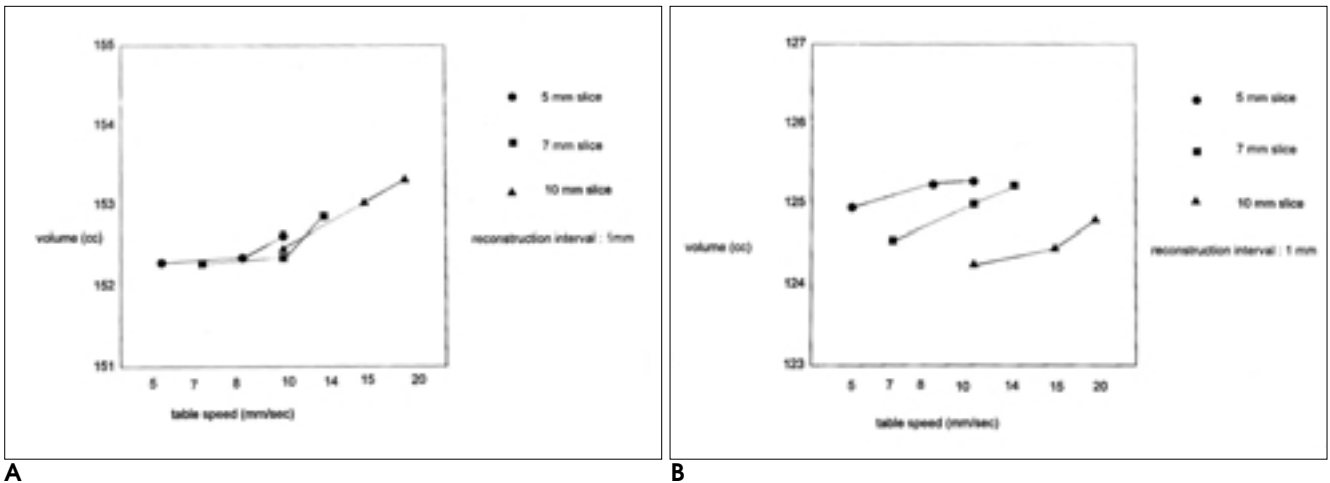 155
154
153
152
151
volume (cc)
5 7 8 10 14 15 20
table speed (mm/sec)
5 mm slice
7 mm slice
10 mm slice
reconstruction interval : 1mm
A
127
126
125
124
123
volume (cc)
5 7 8 10 14 15 20
table speed (mm/sec)
5 mm slice
7 mm slice
10 mm slice
reconstruction interval : 1 mm
B